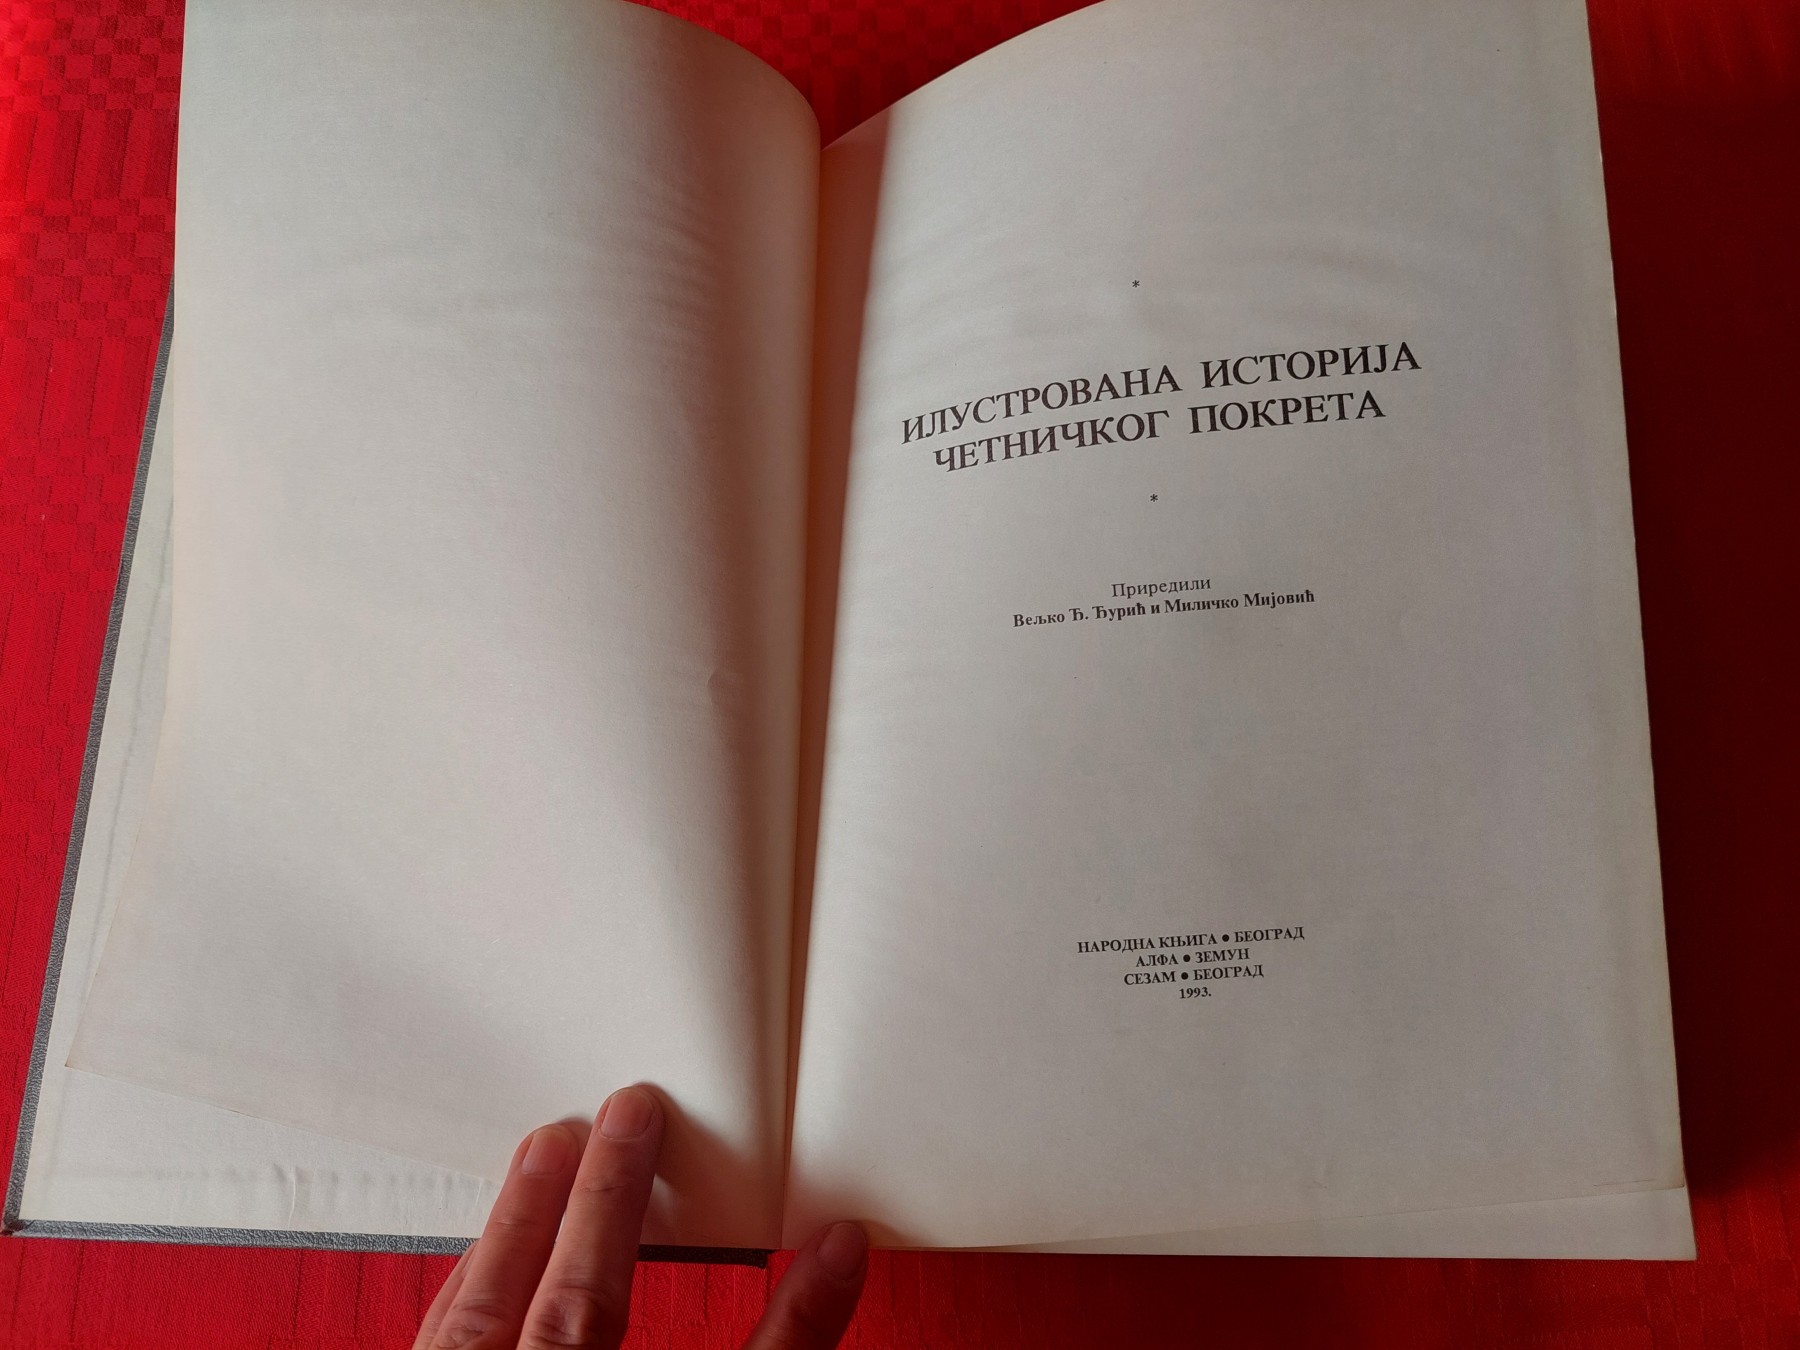 *
ИЛУСТРОВАНА ИСТОРИЈА
ЧЕТНИЧКОГ ПОКРЕТА
*
Приредили
Вељко Ђ. Ђурић и Миличко Мијовић
НАРОДНА КЊИГА ● БЕОГРАД
АЛФА ● ЗЕМУН
СЕЗАМ ● БЕОГРАД
1993.